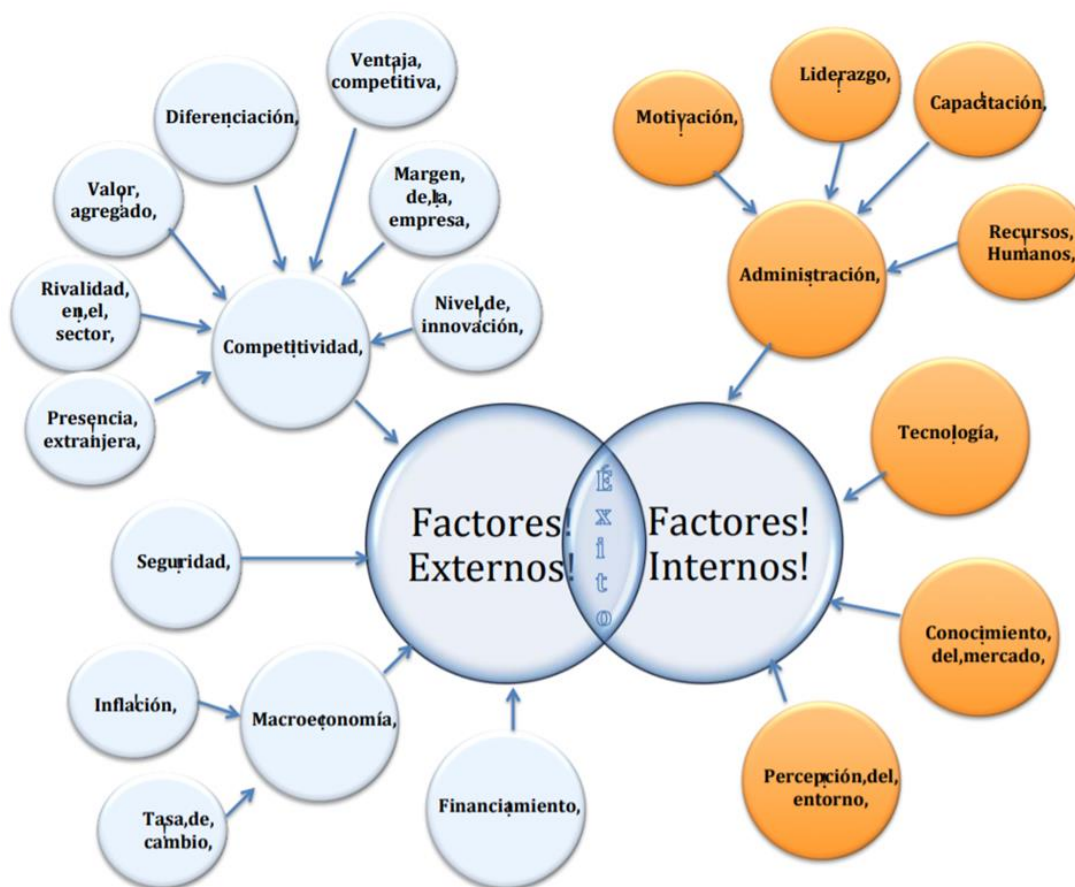 Ventaja,
competitiva,
Diferenciación,
Valor,
agregado,
Margen,
de,la,
empresa,
Rivalidad,
en,el,
sector,
Nivel,de,
innovación,
Competitividad,
Presencia,
extranjera,
Motivación,
Liderazgo,
Capacitación,
Recursos,
Humanos,
Administración,
Tecnología,
Factores!
Externos!
Éxito
Factores!
Internos!
Seguridad,
Conocimiento,
del,mercado,
Inflación,
Macroeconomía,
Tasa,de,
cambio,
Financiamiento,
Percepción,del,
entorno,